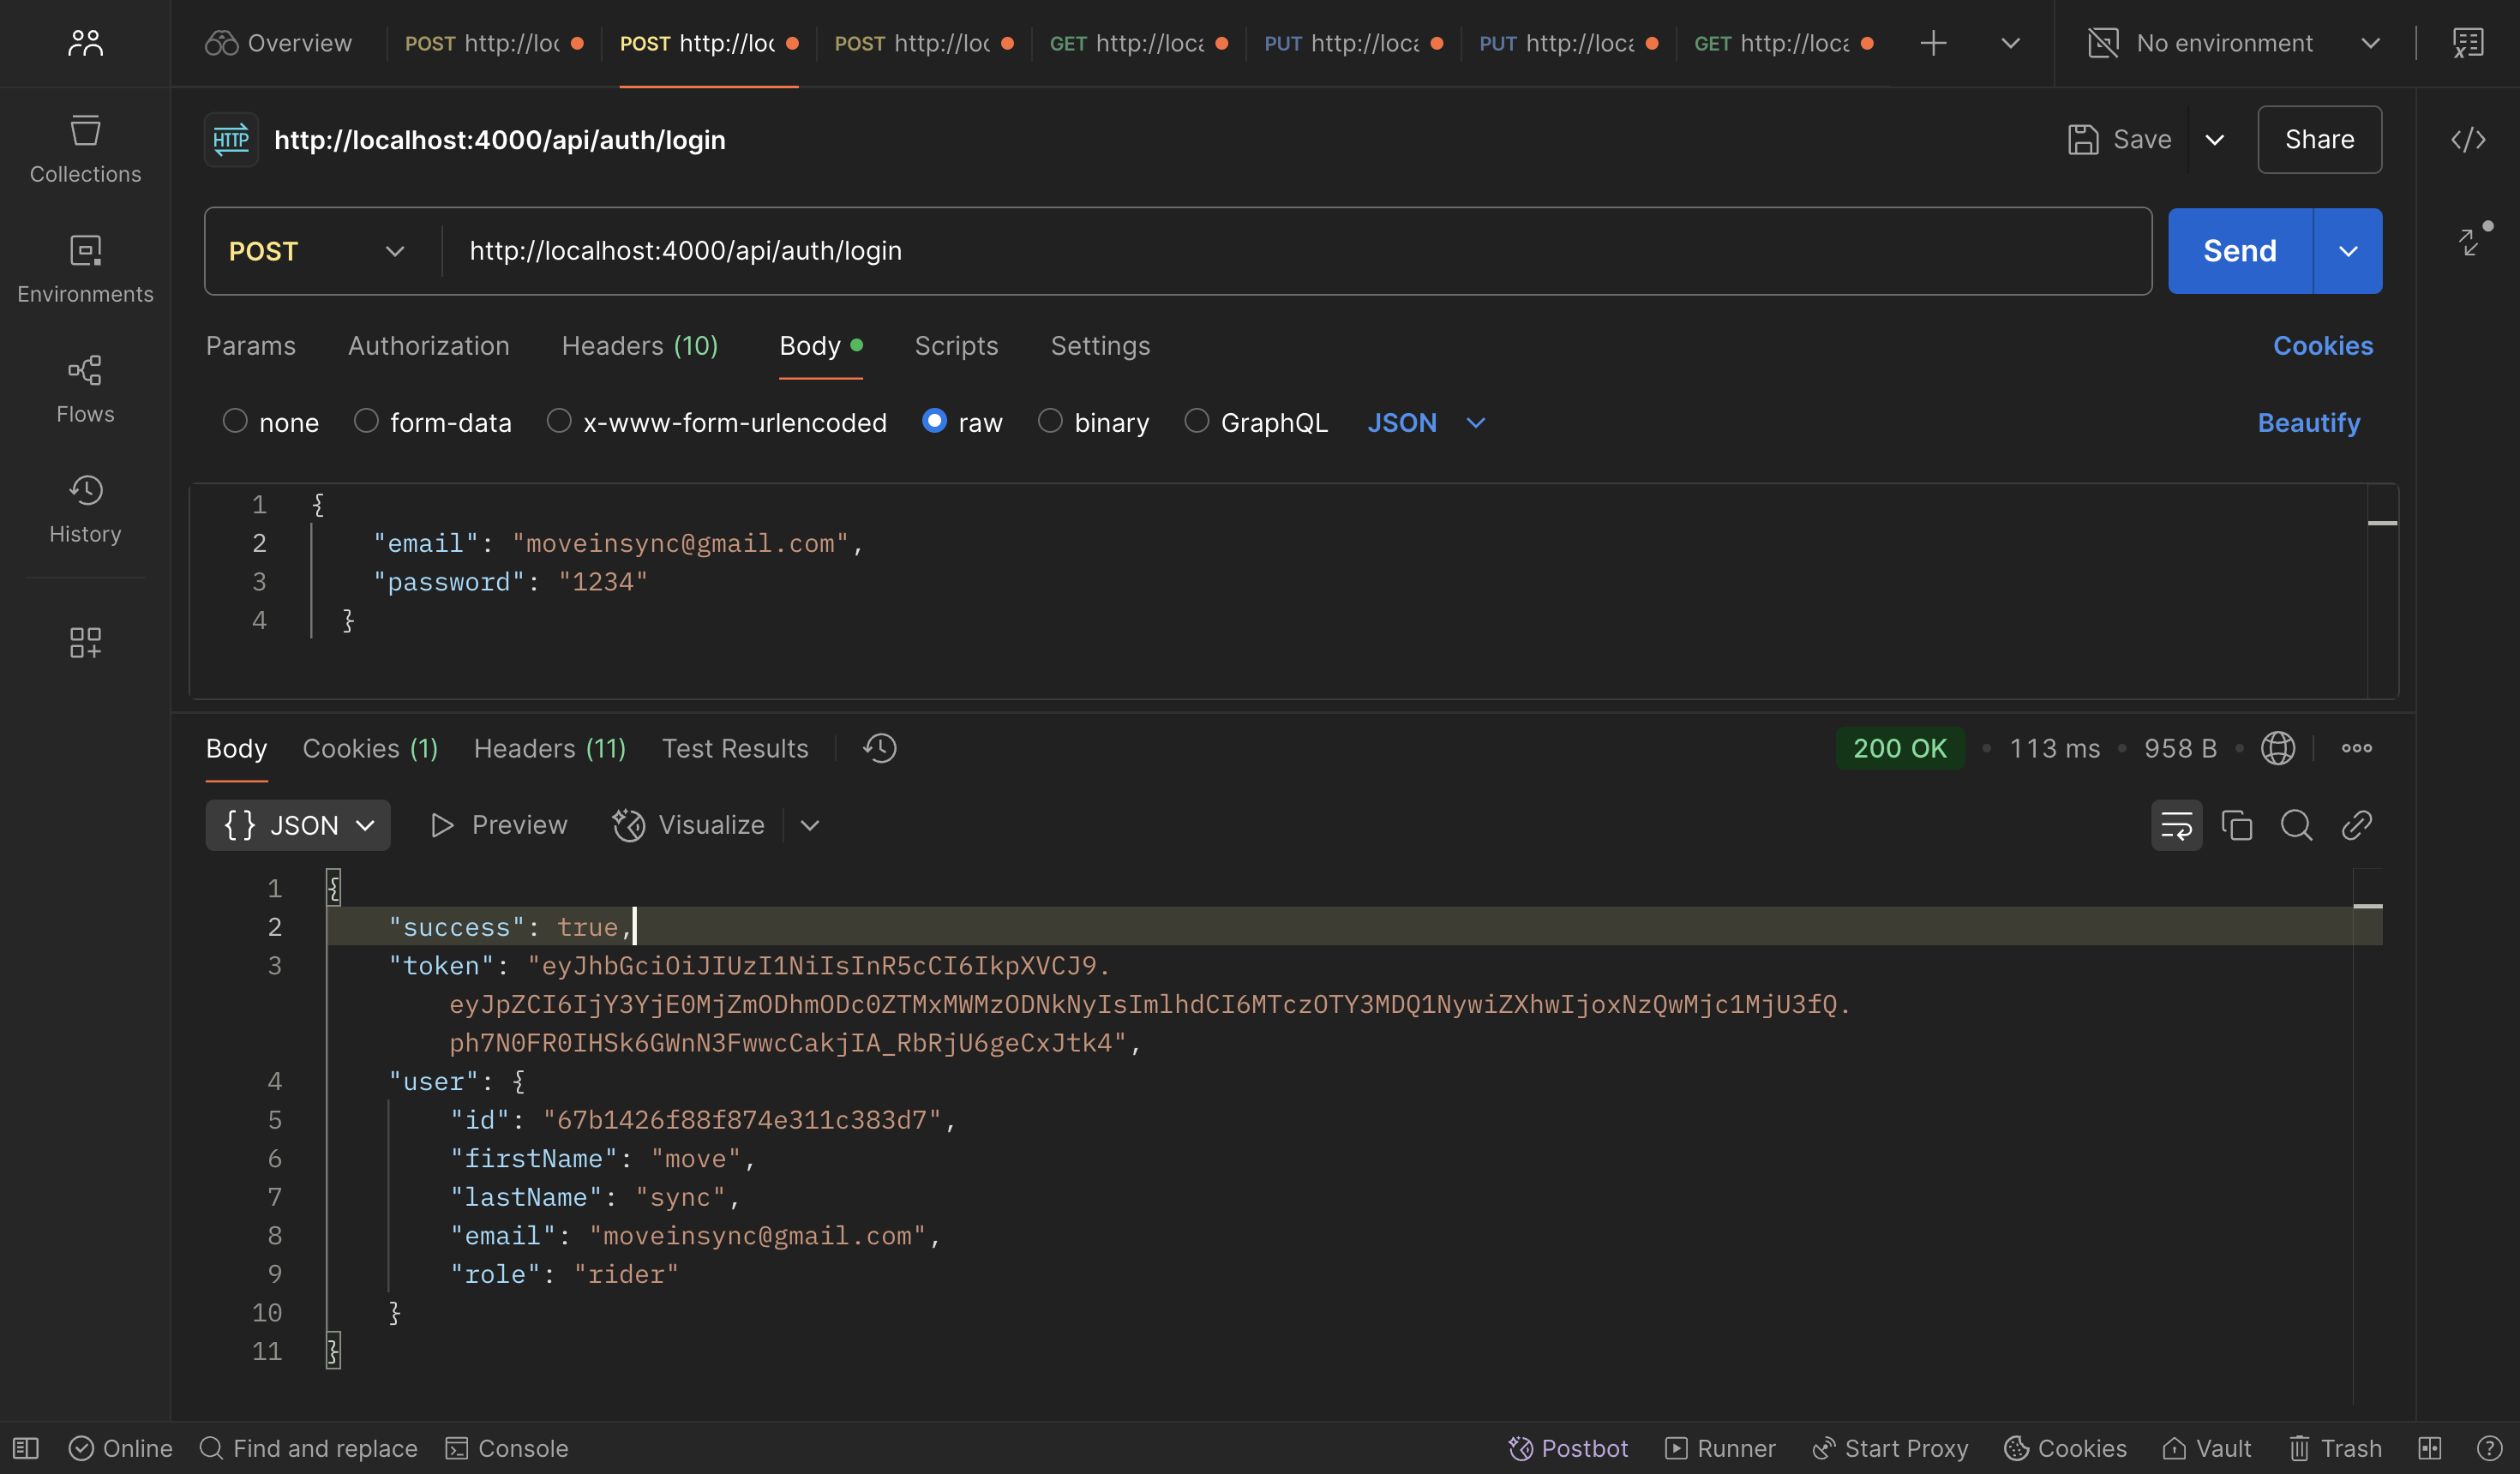 Overview
POST http://loc
POST http://loc
POST http://loc
GET http://loca
PUT http://loca
PUT http://loca
GET http://loca
No environment
Collections
Environments
Flows
History
HTTP
http://localhost:4000/api/auth/login
Save
Share
POST
http://localhost:4000/api/auth/login
Send
Params
Authorization
Headers (10)
Body
Scripts
Settings
Cookies
none
form-data
x-www-form-urlencoded
raw
binary
GraphQL
JSON
Beautify
1 {
2 "email": "moveinsync@gmail.com",
3 "password": "1234"
4 }
Body
Cookies (1)
Headers (11)
Test Results
200 OK
113 ms
958 B
{} JSON
Preview
Visualize
1 {
2 "success": true,
3 "token": "eyJhbGciOiJIUzI1NiIsInR5cCI6IkpXVCJ9.
eyJpZCI6IjY3YjE0MjZmODhmODc0ZTMxMWMzODNkNyIsImlhdCI6MTczOTY3MDQ1NywiZXhwIjoxNzQwMjc1MjU3fQ.
ph7N0FR0IHSk6GWnN3FwwcCakjIA_RbRjU6geCxJtk4",
4 "user": {
5 "id": "67b1426f88f874e311c383d7",
6 "firstName": "move",
7 "lastName": "sync",
8 "email": "moveinsync@gmail.com",
9 "role": "rider"
10 }
11 }
Online
Find and replace
Console
Postbot
Runner
Start Proxy
Cookies
Vault
Trash